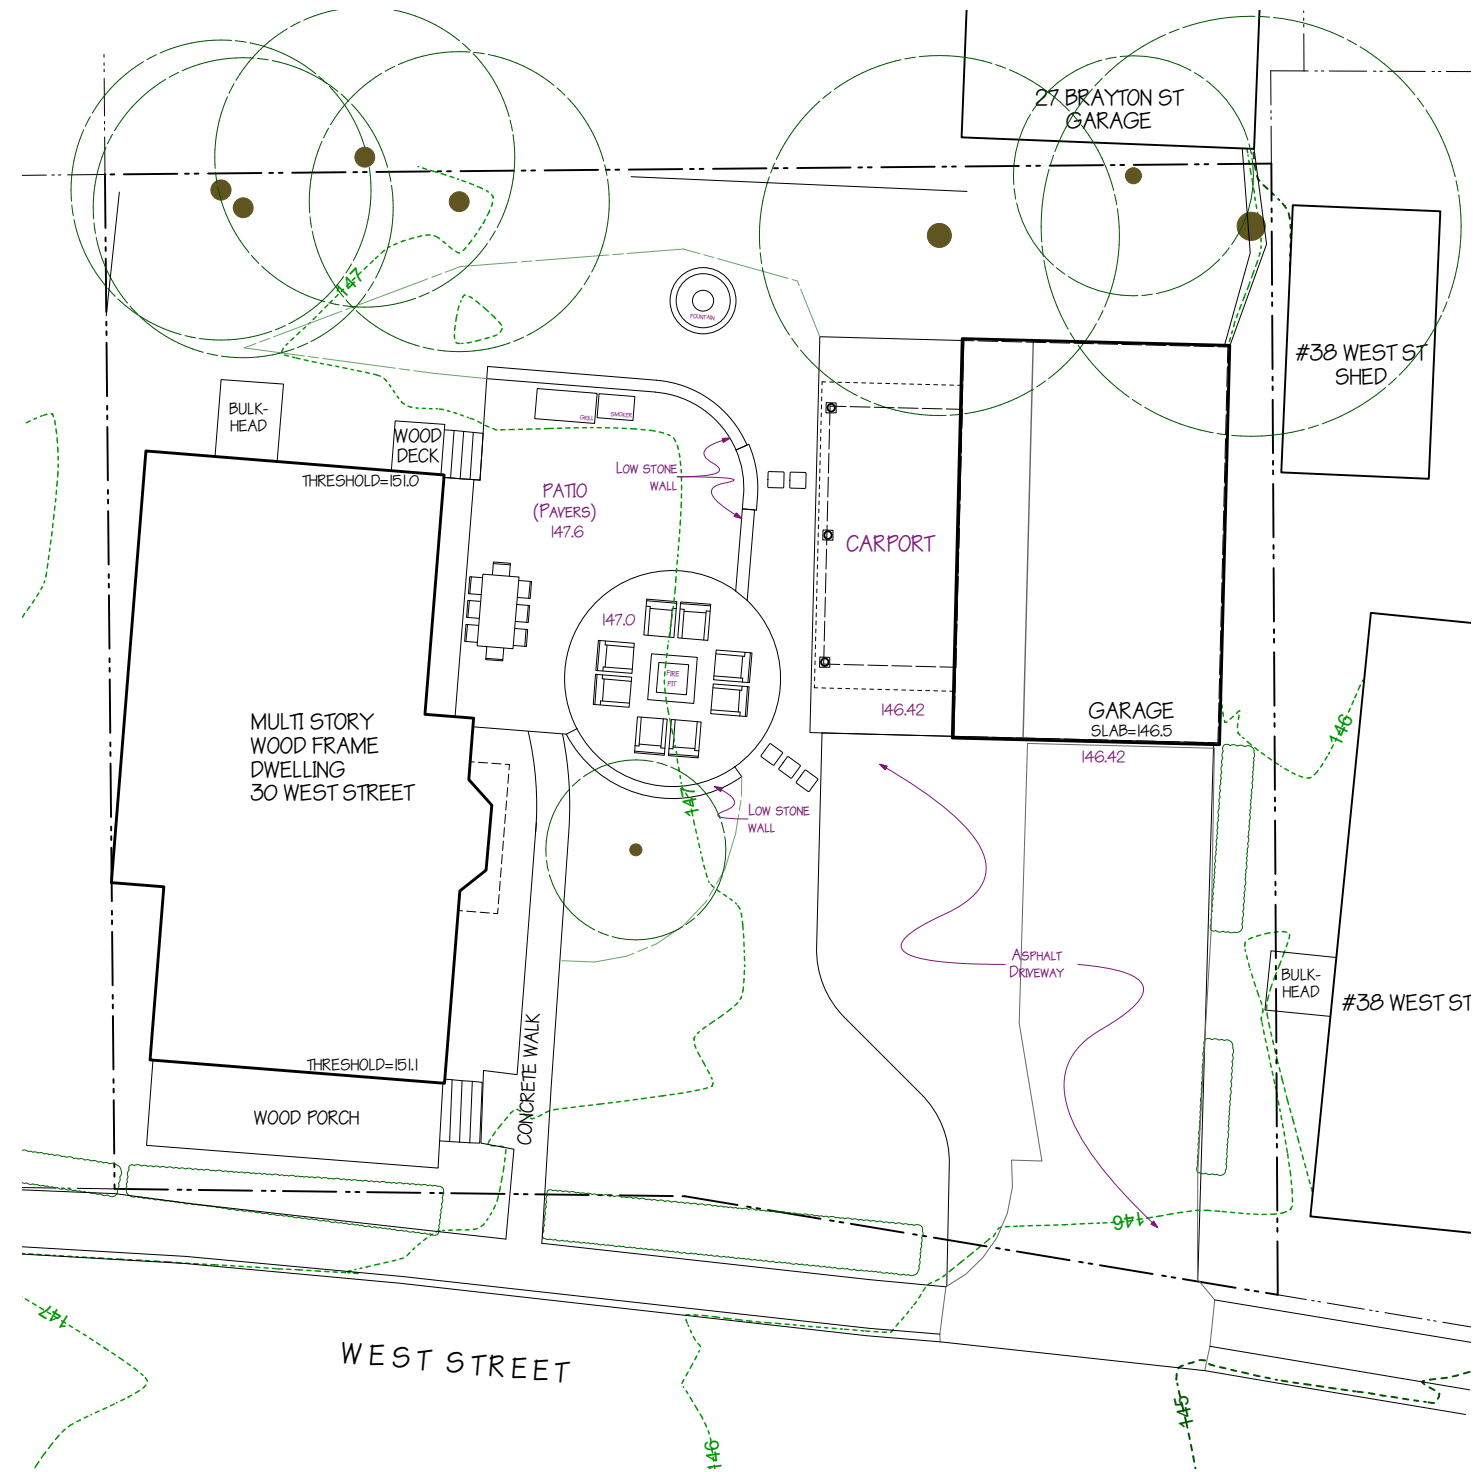 27 BRAYTON ST
GARAGE
147
FOUNTAIN
#38 WEST ST
SHED
BULK-
HEAD
WOOD
DECK
GRILL
SMOKER
THRESHOLD=151.0
LOW STONE
WALL
PATIO
(PAVERS)
147.6
CARPORT
147.0
FIRE
PIT
146.42
GARAGE
SLAB=146.5
146.42
146
MULTI STORY
WOOD FRAME
DWELLING
30 WEST STREET
147
LOW STONE
WALL
ASPHALT
DRIVEWAY
BULK-
HEAD
#38 WEST ST
CONCRETE WALK
THRESHOLD=151.1
WOOD PORCH
146
147
WEST STREET
145
146